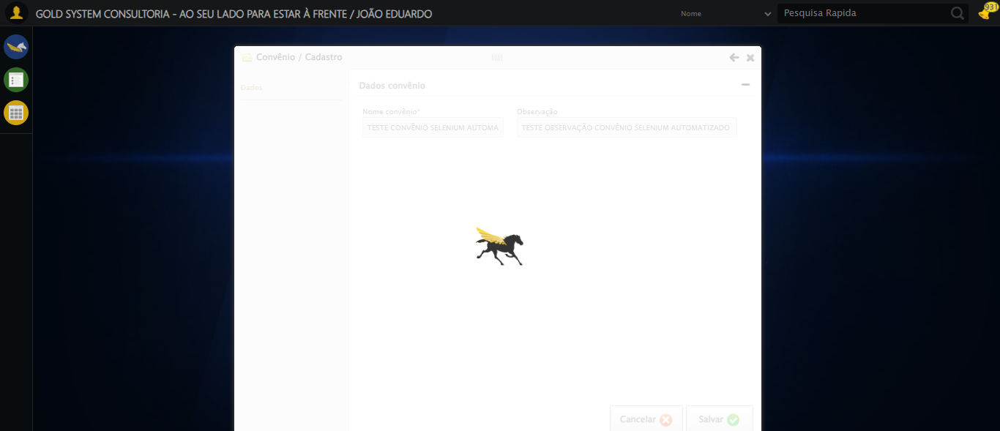 GOLD SYSTEM CONSULTORIA - AO SEU LADO PARA ESTAR À FRENTE / JOÃO EDUARDO
Nome
Pesquisa Rapida
931
Convênio / Cadastro
Dados
Dados convênio
Nome convênio*
Observação
TESTE CONVÊNIO SELENIUM AUTOMA
TESTE OBSERVAÇÃO CONVÊNIO SELENIUM AUTOMATIZADO
Cancelar
Salvar